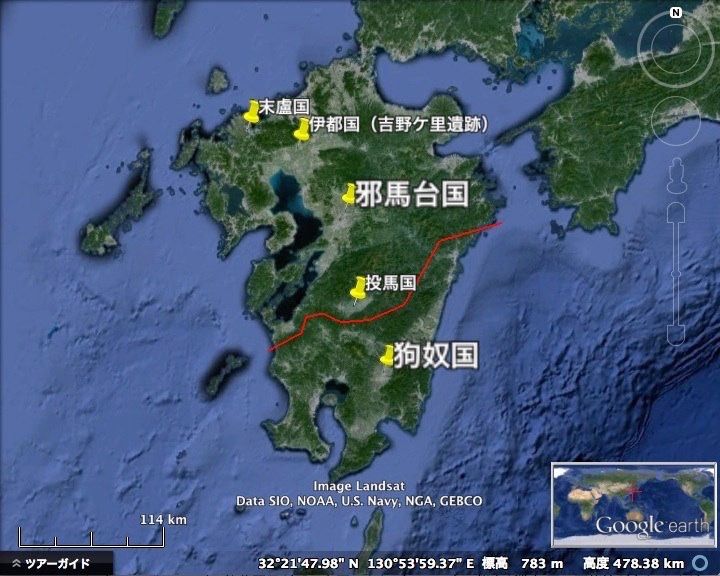 N
末盧国
伊都国（吉野ケ里遺跡）
邪馬台国
投馬国
狗奴国
Image Landsat
Data SIO, NOAA, U.S. Navy, NGA, GEBCO
114 km
Google earth
ツアーガイド
32°21'47.98" N 130°53'59.37" E 標高 783 m 高度 478.38 km